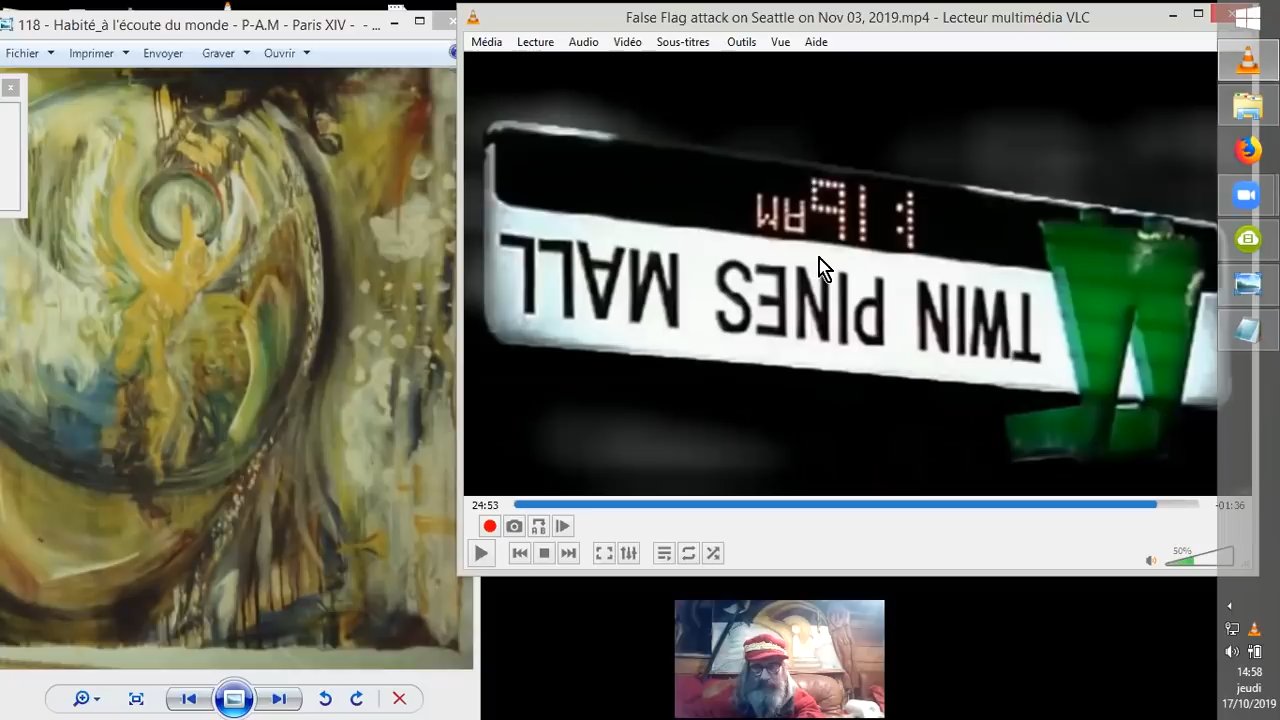 118 - Habité_à l'écoute du monde - P-A-M - Paris XIV - - ...
Fichier Imprimer Envoyer Graver Ouvrir
False Flag attack on Seattle on Nov 03, 2019.mp4 - Lecteur multimédia VLC
Média Lecture Audio Vidéo Sous-titres Outils Vue Aide
1:16 AM
TWIN PINES MALL
24:53
-01:36
50%
14:58
jeudi
17/10/2019